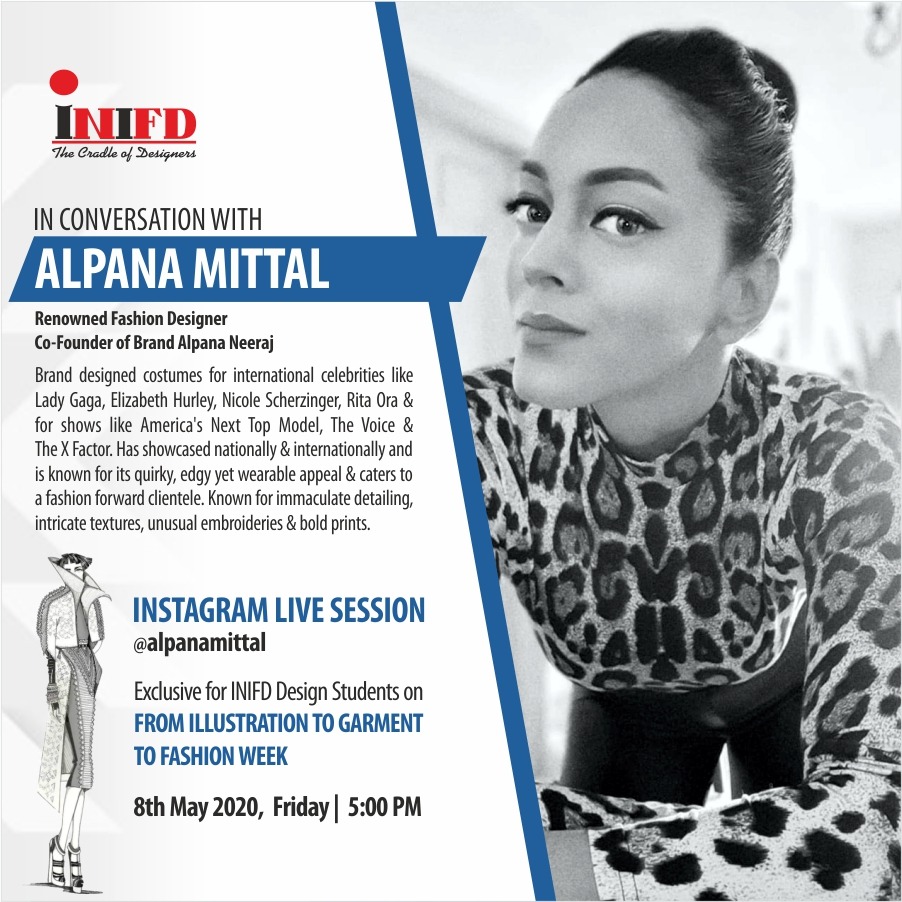 INIFD
The Cradle of Designers
IN CONVERSATION WITH
ALPANA MITTAL
Renowned Fashion Designer
Co-Founder of Brand Alpana Neeraj
Brand designed costumes for international celebrities like
Lady Gaga, Elizabeth Hurley, Nicole Scherzinger, Rita Ora &
for shows like America's Next Top Model, The Voice &
The X Factor. Has showcased nationally & internationally and
is known for its quirky, edgy yet wearable appeal & caters to
a fashion forward clientele. Known for immaculate detailing,
intricate textures, unusual embroideries & bold prints.
INSTAGRAM LIVE SESSION
@alpanamittal
Exclusive for INIFD Design Students on
FROM ILLUSTRATION TO GARMENT
TO FASHION WEEK
8th May 2020, Friday | 5:00 PM